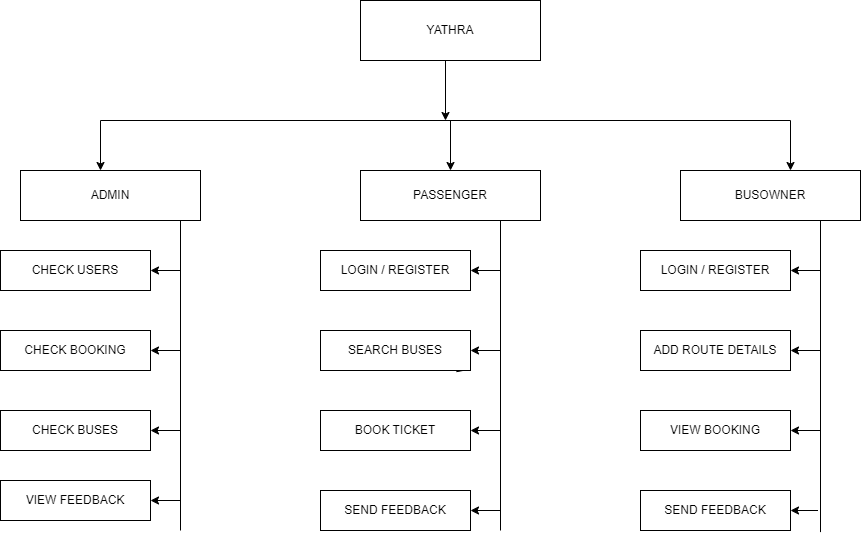 YATHRA
ADMIN
PASSENGER
BUSOWNER
CHECK USERS
LOGIN / REGISTER
LOGIN / REGISTER
CHECK BOOKING
SEARCH BUSES
ADD ROUTE DETAILS
CHECK BUSES
BOOK TICKET
VIEW BOOKING
VIEW FEEDBACK
SEND FEEDBACK
SEND FEEDBACK